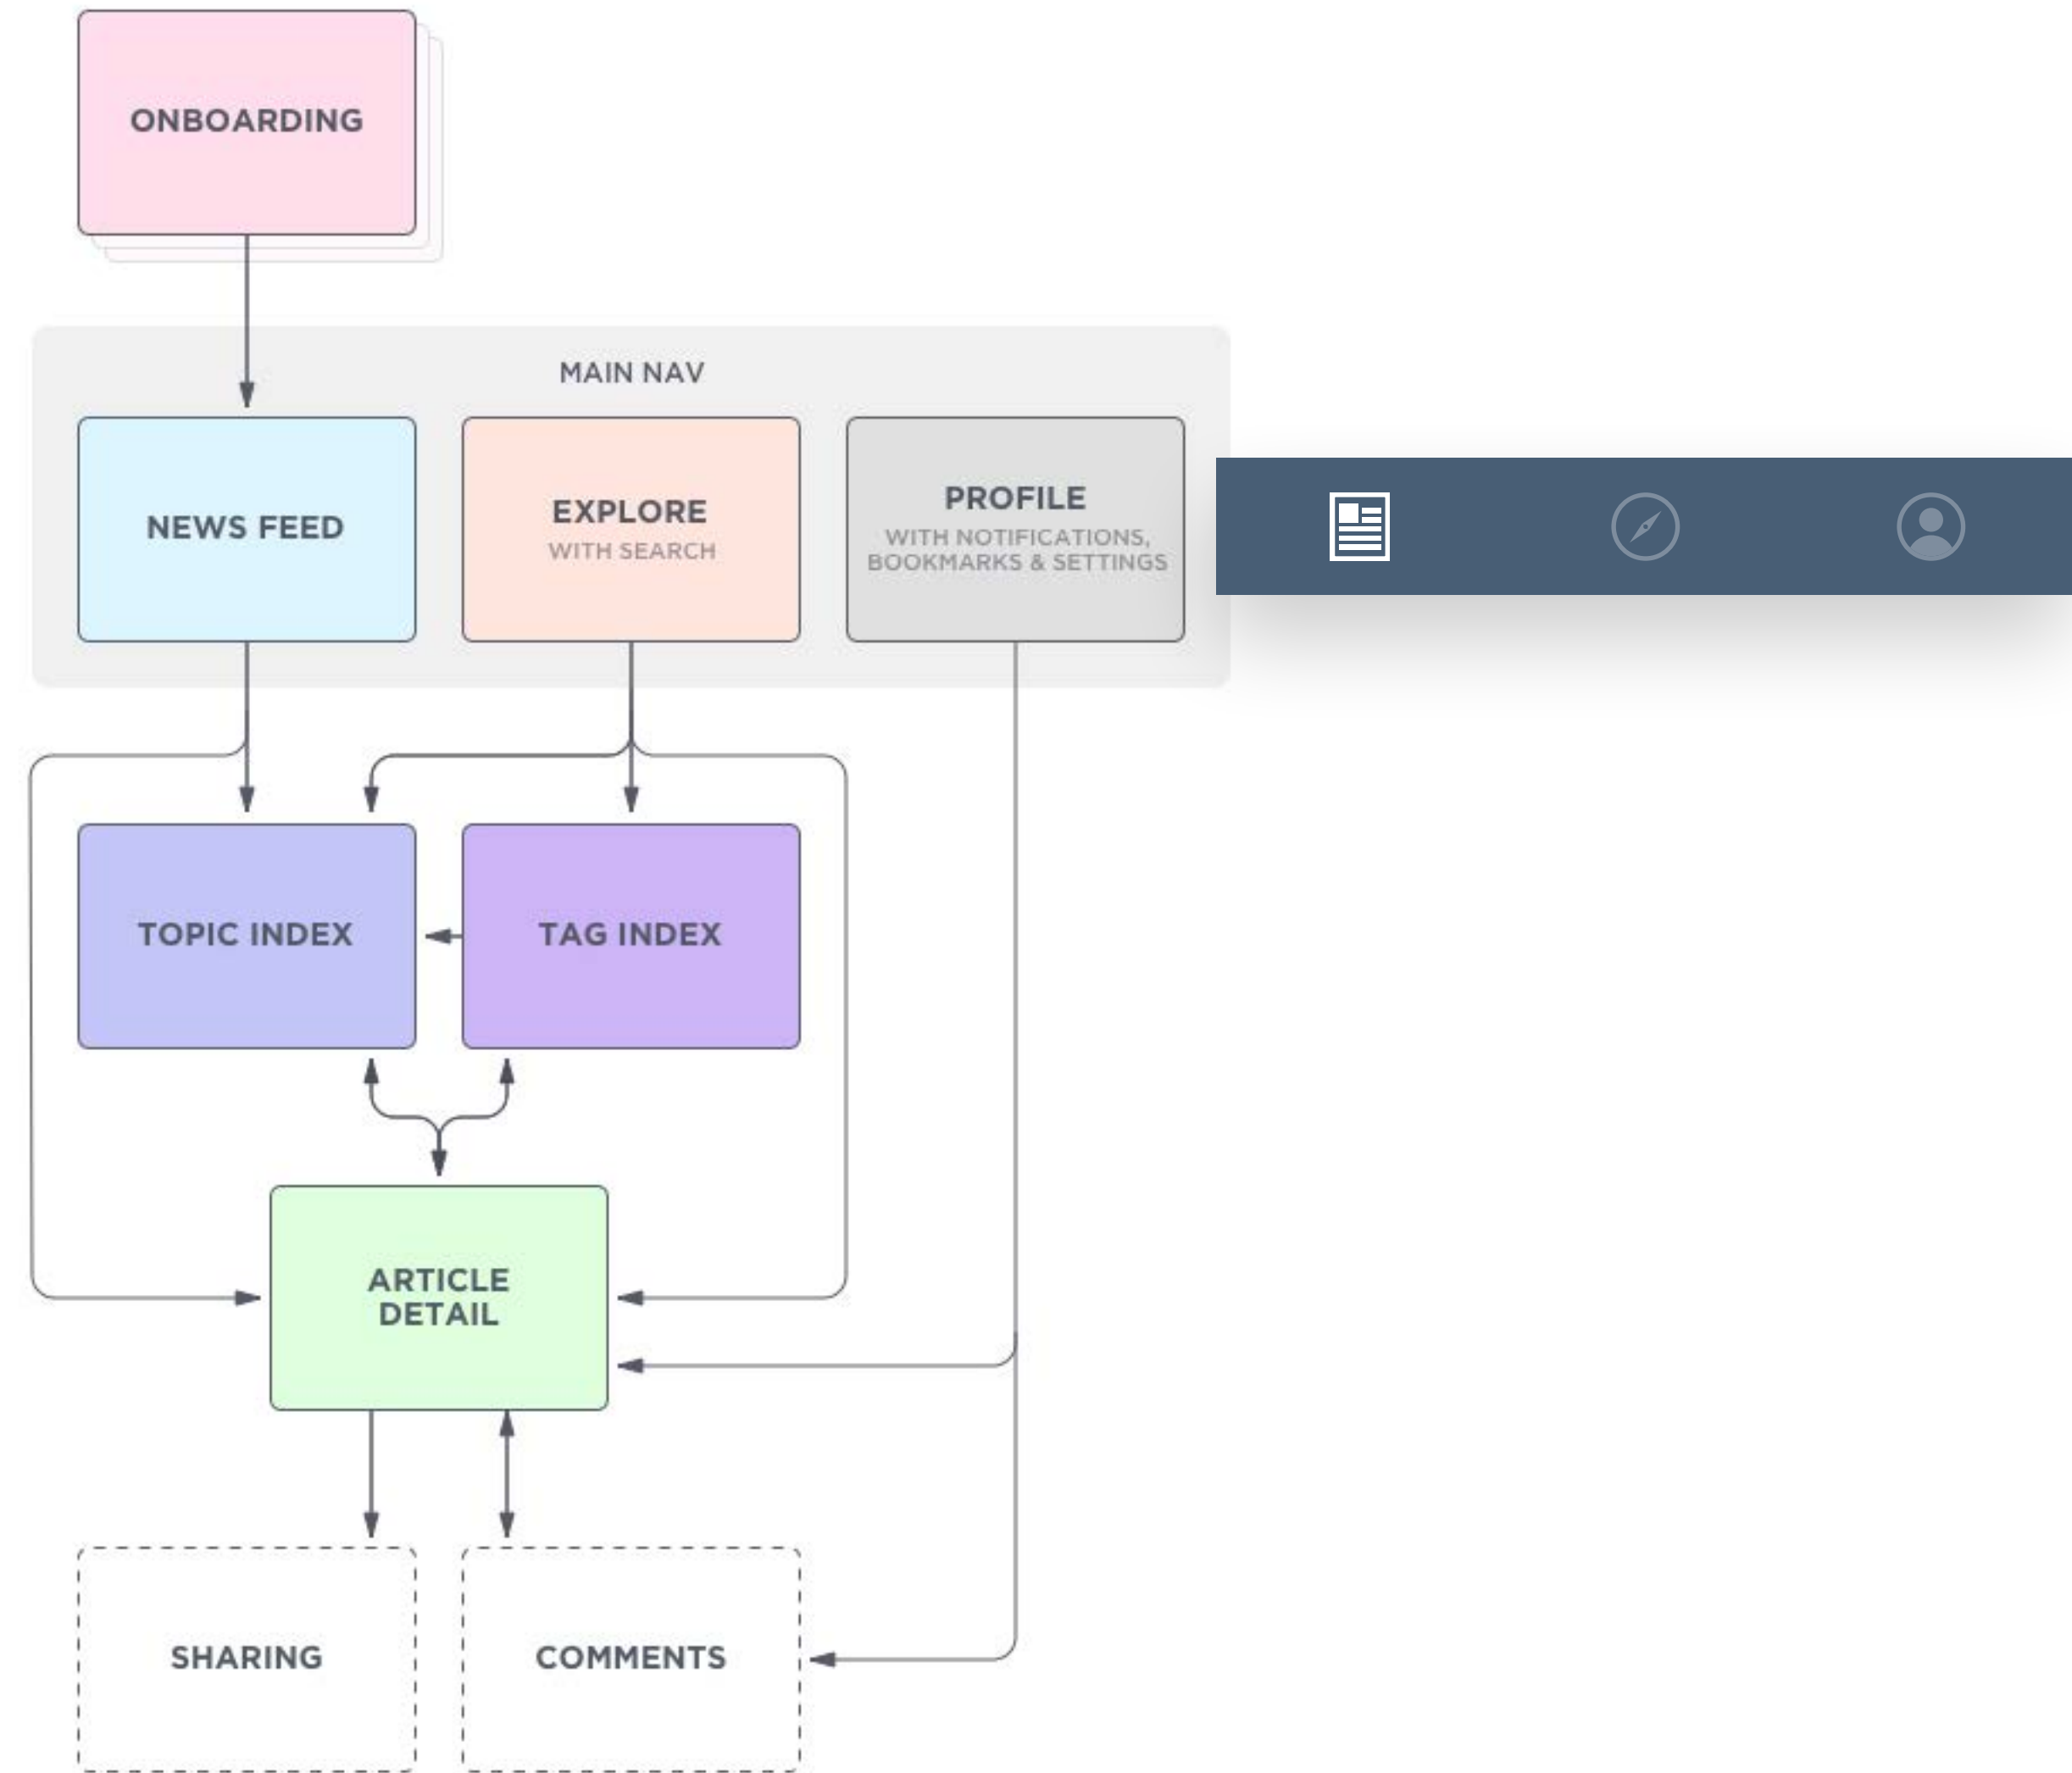 ONBOARDING
MAIN NAV
NEWS FEED
EXPLORE
WITH SEARCH
PROFILE
WITH NOTIFICATIONS,
BOOKMARKS & SETTINGS
TOPIC INDEX
TAG INDEX
ARTICLE
DETAIL
SHARING
COMMENTS